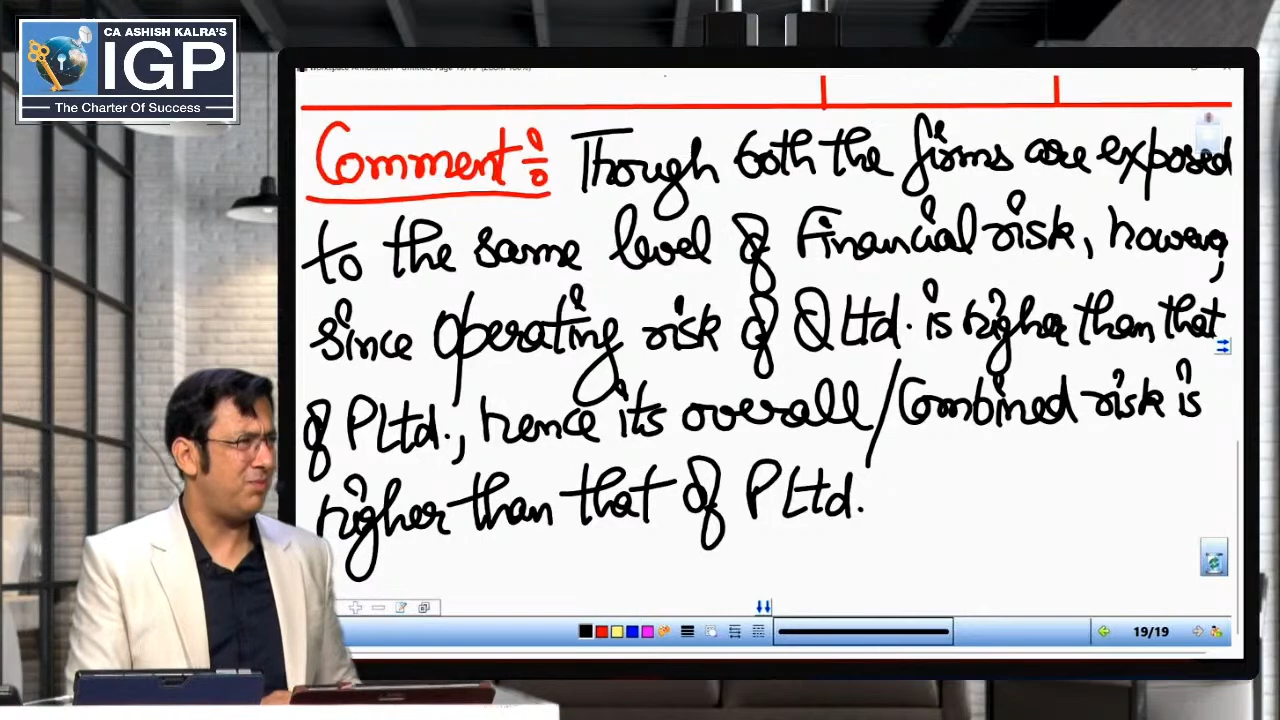 CA ASHISH KALRA'S
IGP
The Charter Of Success
Comment:- Though both the firms are exposed
to the same level of Financial risk, however,
since operating risk of Q Ltd. is higher than that
of P Ltd., hence its overall/Combined risk is
higher than that of P Ltd.
19/19